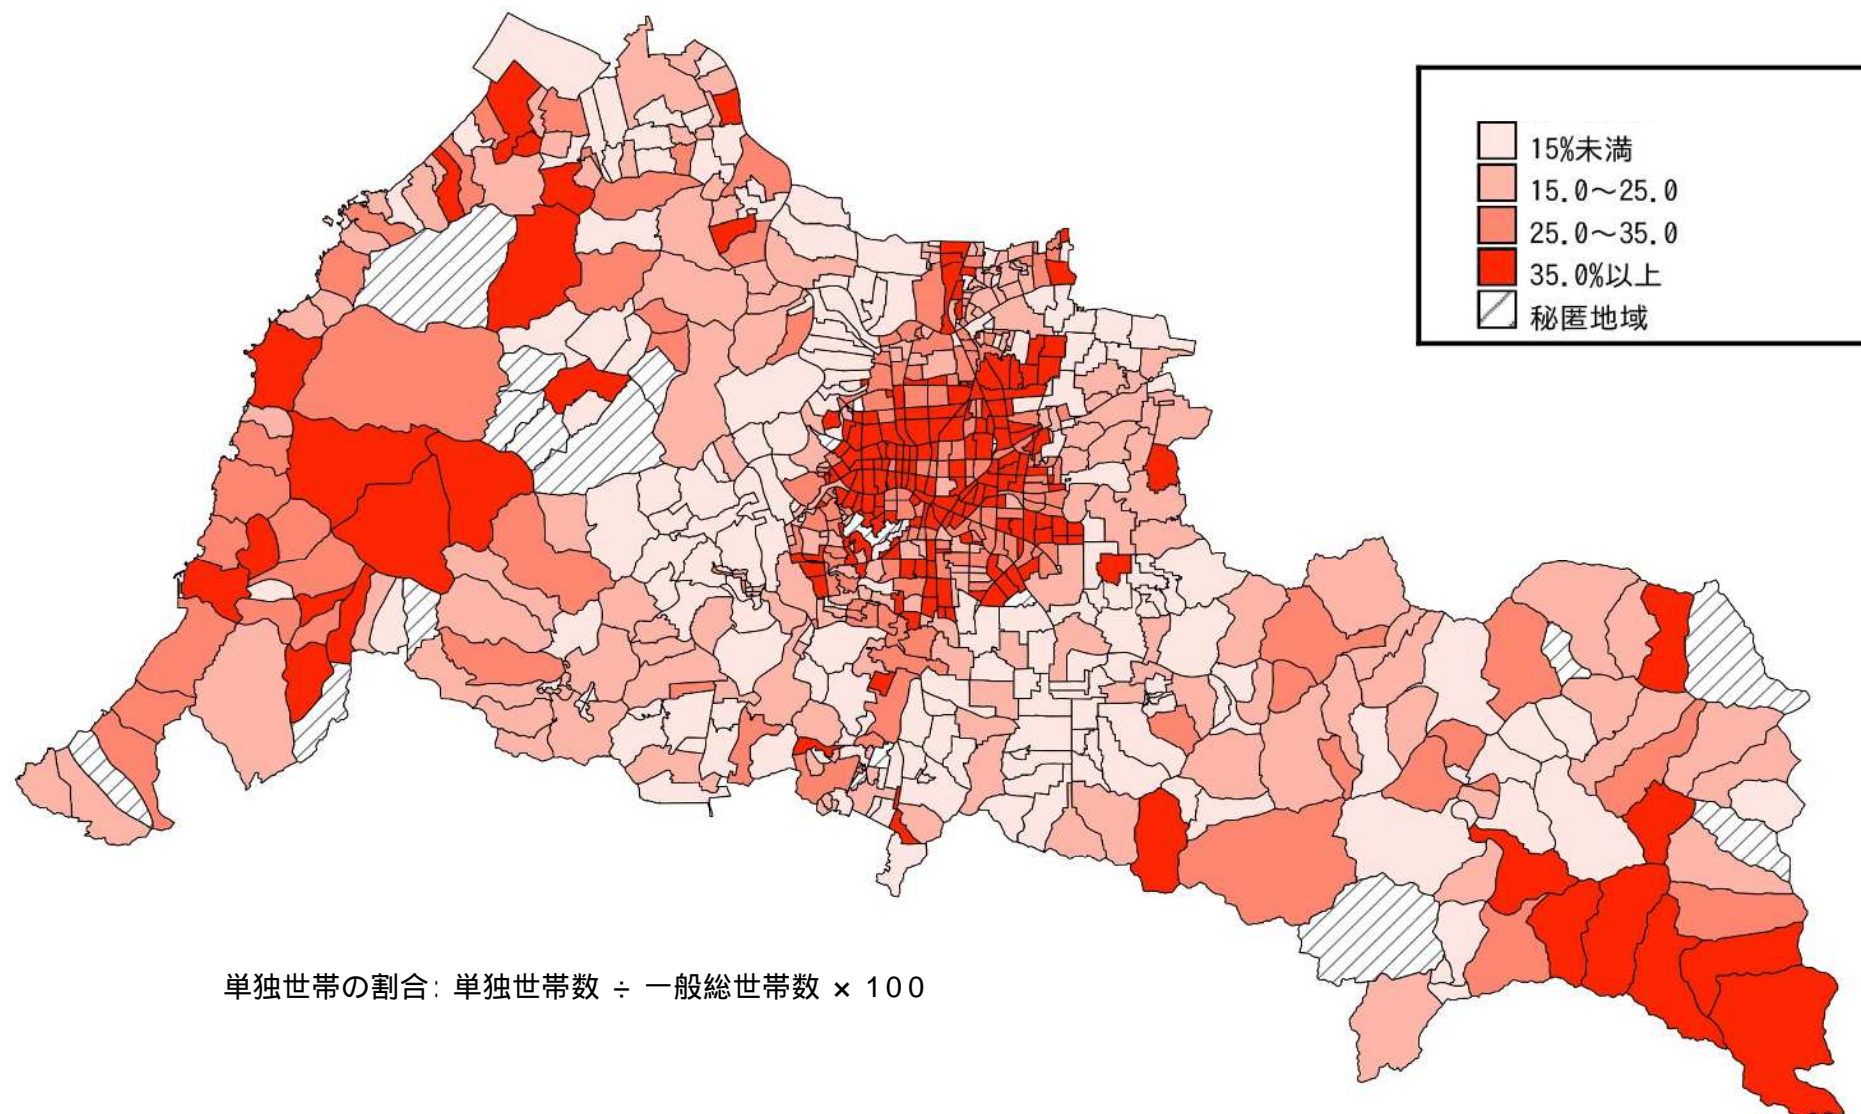 15%未満
15.0～25.0
25.0～35.0
35.0%以上
秘匿地域
単独世帯の割合: 単独世帯数 ÷ 一般総世帯数 × 100